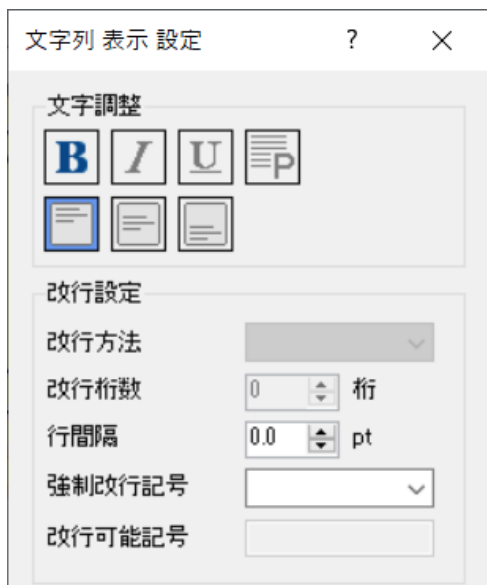 文字列 表示 設定 ?
文字調整
B I U P
改行設定
改行方法
改行桁数 0 桁
行間隔 0.0 pt
強制改行記号
改行可能記号